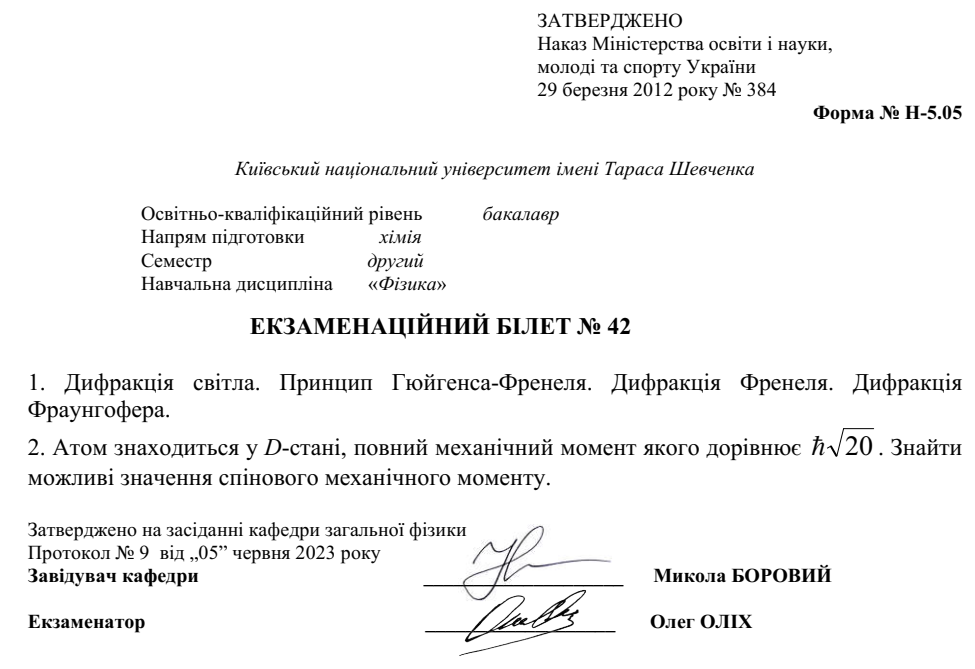 ЗАТВЕРДЖЕНО
Наказ Міністерства освіти і науки,
молоді та спорту України
29 березня 2012 року № 384
Форма № Н-5.05
Київський національний університет імені Тараса Шевченка
Освітньо-кваліфікаційний рівень бакалавр
Напрям підготовки хімія
Семестр другий
Навчальна дисципліна «Фізика»
ЕКЗАМЕНАЦІЙНИЙ БІЛЕТ № 42
1. Дифракція світла. Принцип Гюйгенса-Френеля. Дифракція Френеля. Дифракція
Фраунгофера.
2. Атом знаходиться у D-стані, повний механічний момент якого дорівнює ℏ√20. Знайти
можливі значення спінового механічного моменту.
Затверджено на засіданні кафедри загальної фізики
Протокол № 9 від „05” червня 2023 року
Завідувач кафедри ____________________ Микола БОРОВИЙ
Екзаменатор ____________________ Олег ОЛІХ